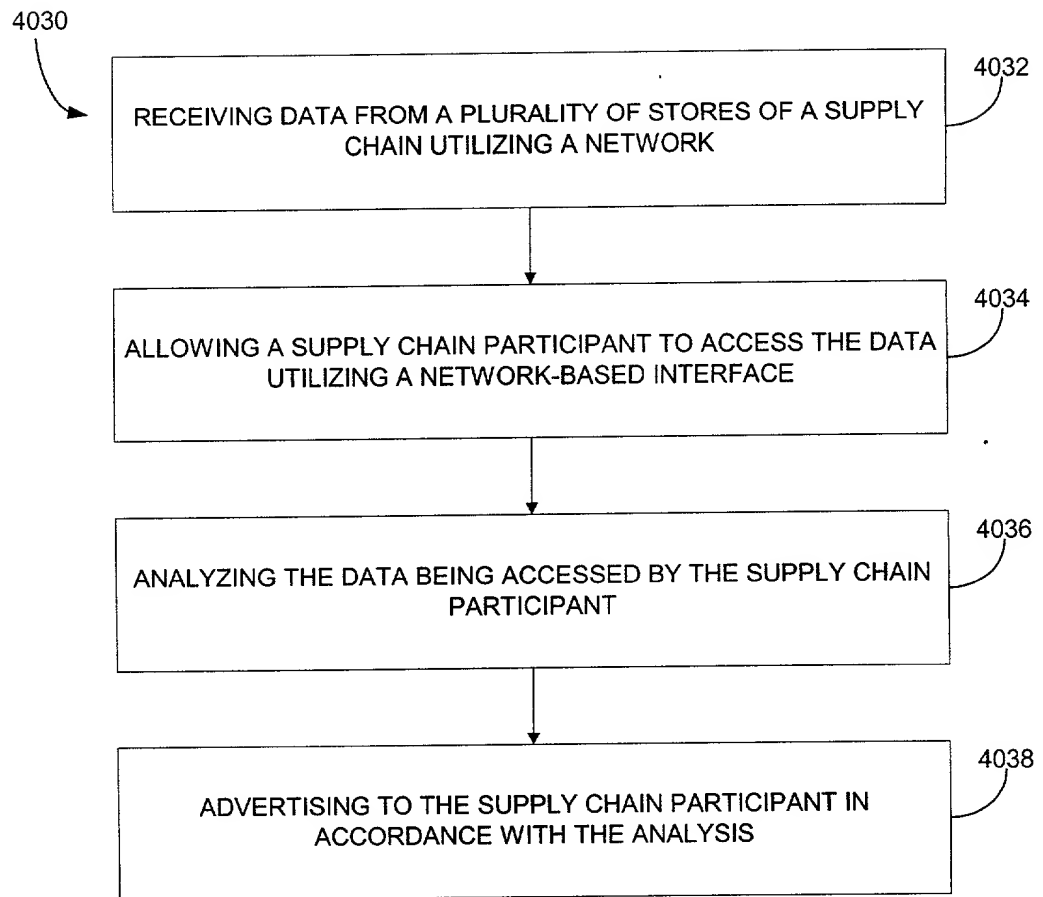 4030
4032
RECEIVING DATA FROM A PLURALITY OF STORES OF A SUPPLY
CHAIN UTILIZING A NETWORK
4034
ALLOWING A SUPPLY CHAIN PARTICIPANT TO ACCESS THE DATA
UTILIZING A NETWORK-BASED INTERFACE
4036
ANALYZING THE DATA BEING ACCESSED BY THE SUPPLY CHAIN
PARTICIPANT
4038
ADVERTISING TO THE SUPPLY CHAIN PARTICIPANT IN
ACCORDANCE WITH THE ANALYSIS